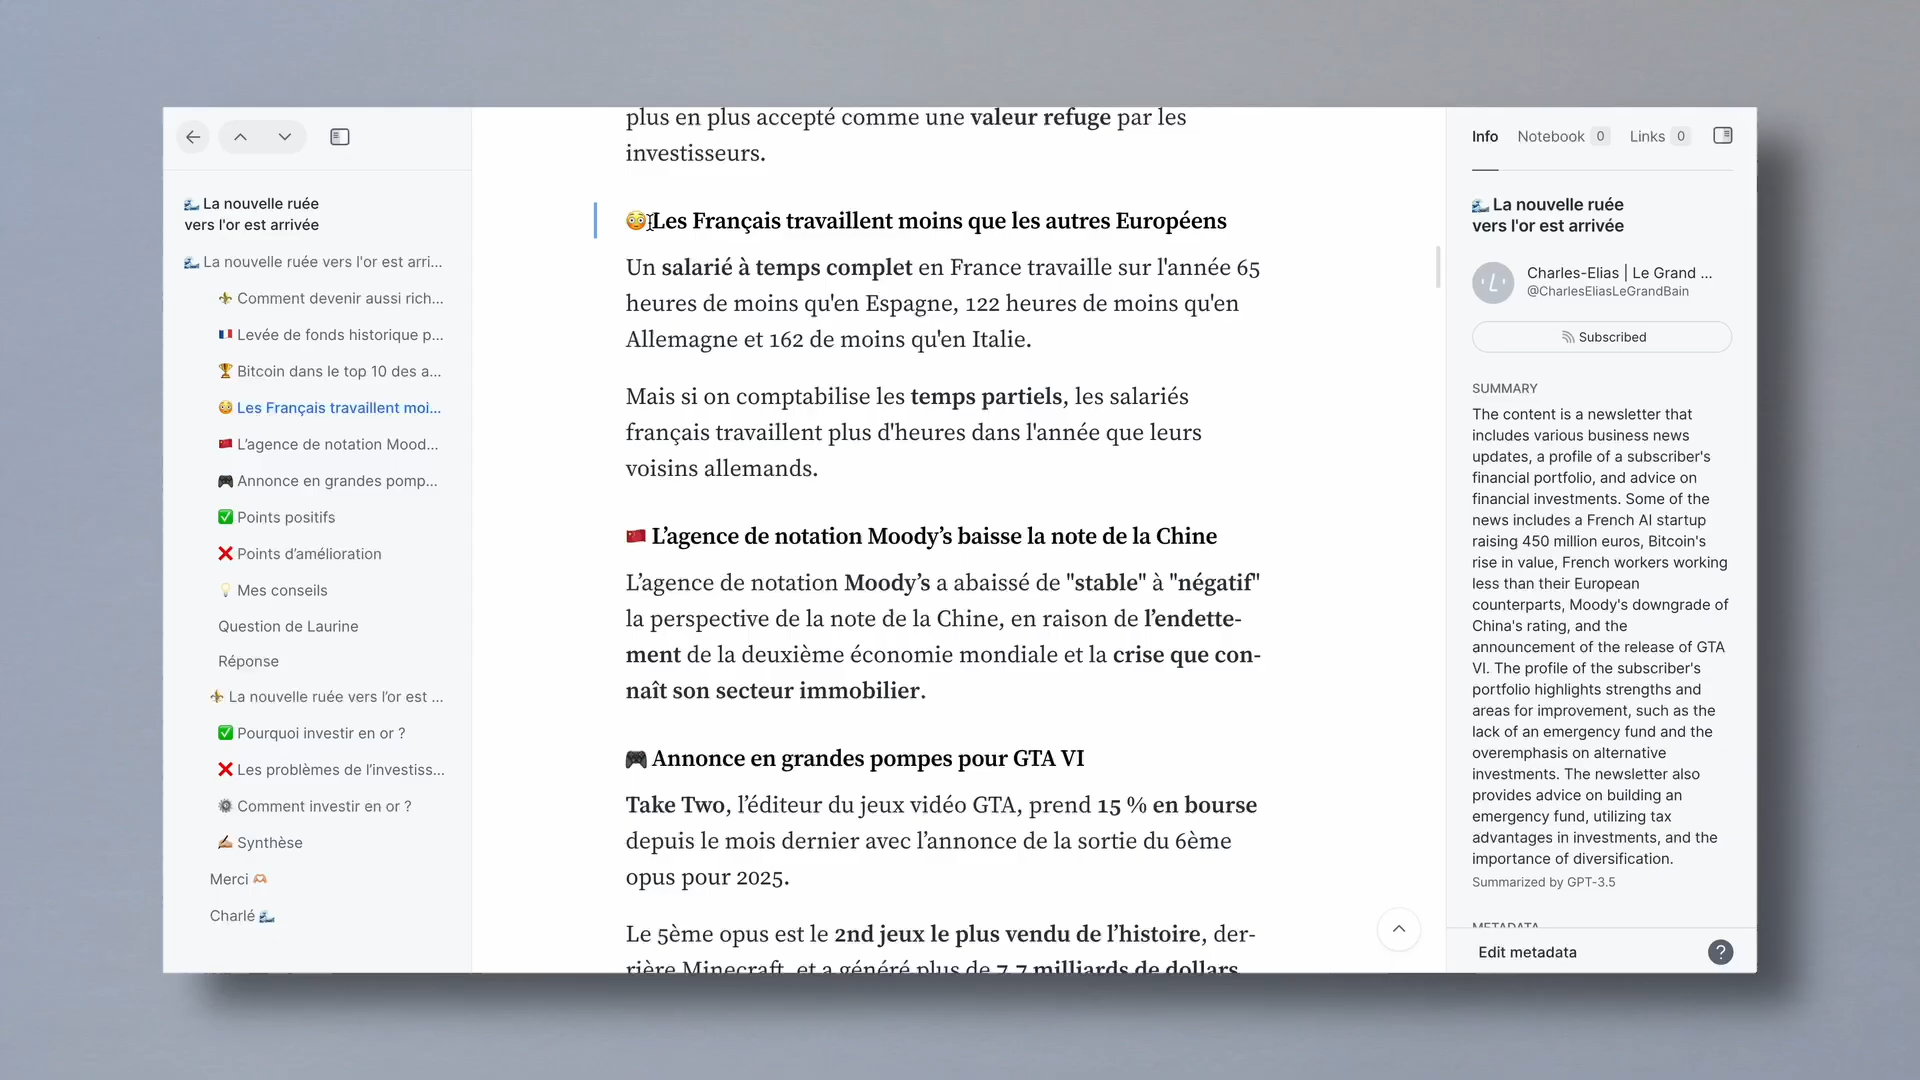 La nouvelle ruée
vers l'or est arrivée
🌊 La nouvelle ruée vers l'or est arri...
⚜️ Comment devenir aussi rich...
🇫🇷 Levée de fonds historique p...
🏆 Bitcoin dans le top 10 des a...
😳 Les Français travaillent moi...
🇨🇳 L’agence de notation Mood...
🎮 Annonce en grandes pomp...
✅ Points positifs
❌ Points d’amélioration
💡 Mes conseils
Question de Laurine
Réponse
⚜️ La nouvelle ruée vers l’or est ...
✅ Pourquoi investir en or ?
❌ Les problèmes de l’investiss...
⚙️ Comment investir en or ?
✍🏼 Synthèse
Merci 🫶🏼
Charlé 🌊
plus en plus accepté comme une valeur refuge par les
investisseurs.
😳 Les Français travaillent moins que les autres Européens
Un salarié à temps complet en France travaille sur l'année 65
heures de moins qu'en Espagne, 122 heures de moins qu'en
Allemagne et 162 de moins qu'en Italie.
Mais si on comptabilise les temps partiels, les salariés
français travaillent plus d'heures dans l'année que leurs
voisins allemands.
🇨🇳 L’agence de notation Moody’s baisse la note de la Chine
L’agence de notation Moody’s a abaissé de "stable" à "négatif"
la perspective de la note de la Chine, en raison de l’endette-
ment de la deuxième économie mondiale et la crise que con-
naît son secteur immobilier.
🎮 Annonce en grandes pompes pour GTA VI
Take Two, l’éditeur du jeux vidéo GTA, prend 15 % en bourse
depuis le mois dernier avec l’annonce de la sortie du 6ème
opus pour 2025.
Le 5ème opus est le 2nd jeux le plus vendu de l’histoire, der-
rière Minecraft, et a généré plus de 7,7 milliards de dollars
Info Notebook 0 Links 0
🌊 La nouvelle ruée
vers l'or est arrivée
Charles-Elias | Le Grand ...
@CharlesEliasLeGrandBain
Subscribed
SUMMARY
The content is a newsletter that
includes various business news
updates, a profile of a subscriber's
financial portfolio, and advice on
financial investments. Some of the
news includes a French AI startup
raising 450 million euros, Bitcoin's
rise in value, French workers working
less than their European
counterparts, Moody's downgrade of
China's rating, and the
announcement of the release of GTA
VI. The profile of the subscriber's
portfolio highlights strengths and
areas for improvement, such as the
lack of an emergency fund and the
overemphasis on alternative
investments. The newsletter also
provides advice on building an
emergency fund, utilizing tax
advantages in investments, and the
importance of diversification.
Summarized by GPT-3.5
METADATA
Edit metadata
?